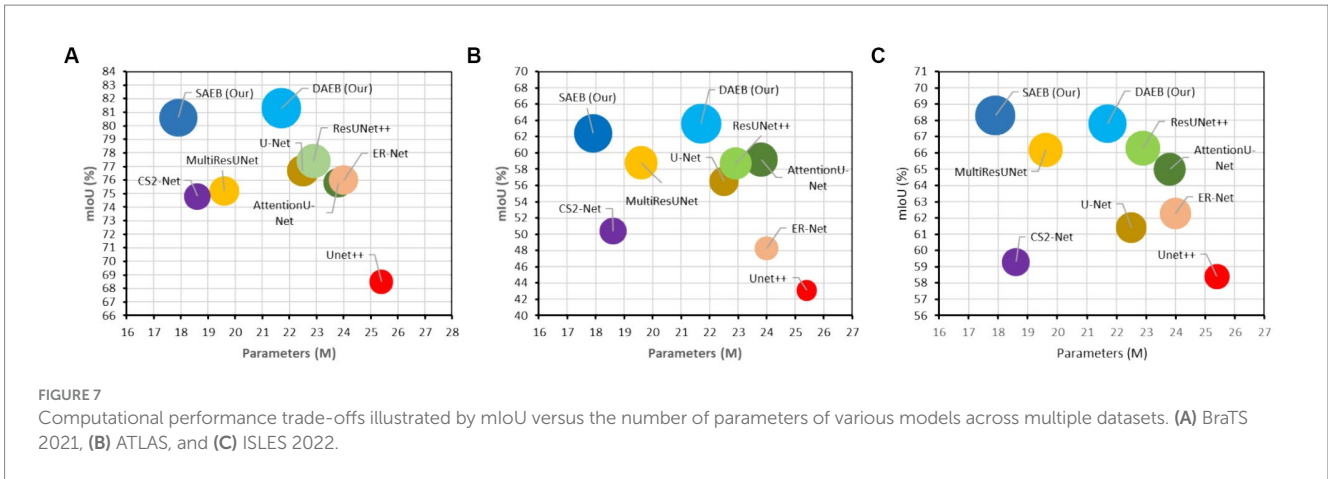 A
mIoU (%)
84
83
82
81
80
79
78
77
76
75
74
73
72
71
70
69
68
67
66
SAEB (Our)
DAEB (Our)
U-Net
ResUNet++
MultiResUNet
ER-Net
CS2-Net
AttentionU-
Net
Unet++
16 17 18 19 20 21 22 23 24 25 26 27 28
Parameters (M)
B
mIoU (%)
70
68
66
64
62
60
58
56
54
52
50
48
46
44
42
SAEB (Our)
DAEB (Our)
ResUNet++
U-Net
AttentionU-
Net
MultiResUNet
CS2-Net
ER-Net
Unet++
16 17 18 19 20 21 22 23 24 25 26 27
Parameters (M)
C
mIoU (%)
70
69
68
67
66
65
64
63
62
61
60
59
58
57
56
SAEB (Our)
DAEB (Our)
ResUNet++
MultiResUNet
AttentionU-
Net
U-Net
ER-Net
CS2-Net
Unet++
16 17 18 19 20 21 22 23 24 25 26 27
Parameters (M)
FIGURE 7
Computational performance trade-offs illustrated by mIoU versus the number of parameters of various models across multiple datasets. (A) BraTS
2021, (B) ATLAS, and (C) ISLES 2022.